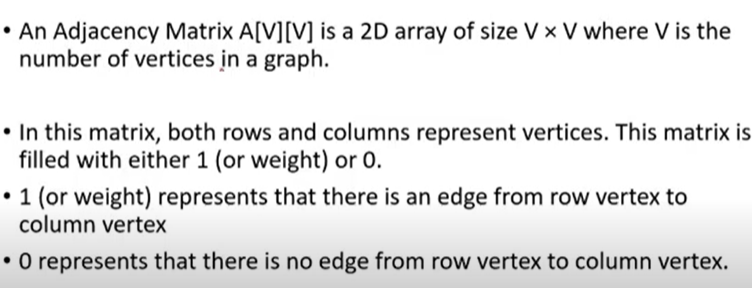 • An Adjacency Matrix A[V][V] is a 2D array of size V × V where V is the
number of vertices in a graph.
• In this matrix, both rows and columns represent vertices. This matrix is
filled with either 1 (or weight) or 0.
• 1 (or weight) represents that there is an edge from row vertex to
column vertex
• 0 represents that there is no edge from row vertex to column vertex.